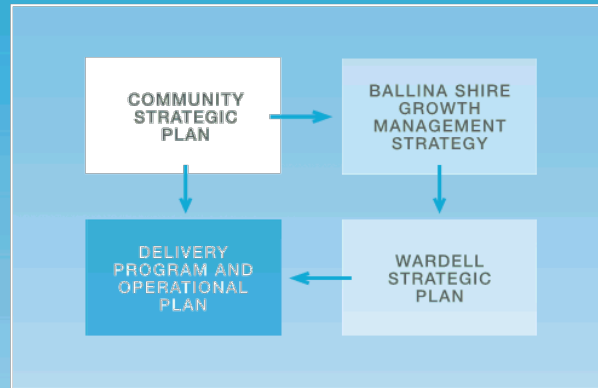 COMMUNITY
STRATEGIC
PLAN
BALLINA SHIRE
GROWTH
MANAGEMENT
STRATEGY
DELIVERY
PROGRAM AND
OPERATIONAL
PLAN
WARDELL
STRATEGIC
PLAN